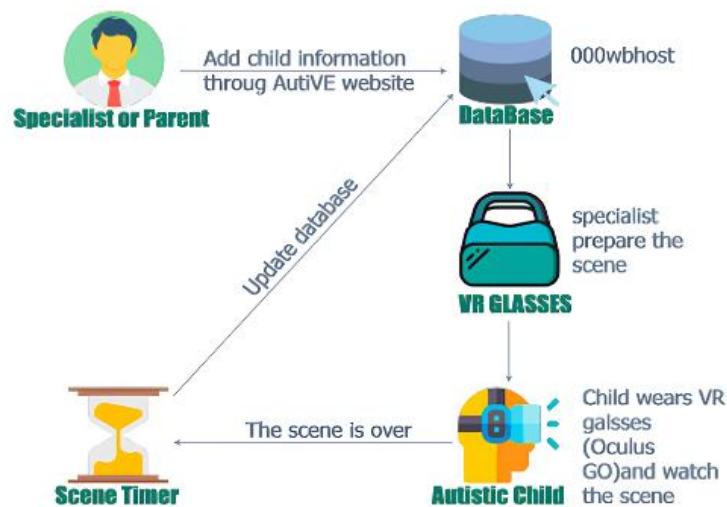 Add child information
throug AutiVE website
000wbhost
Specialist or Parent
DataBase
Update database
specialist
prepare the
scene
VR GLASSES
The scene is over
Child wears VR
galsses
(Oculus
GO)and watch
the scene
Scene Timer
Autistic Child